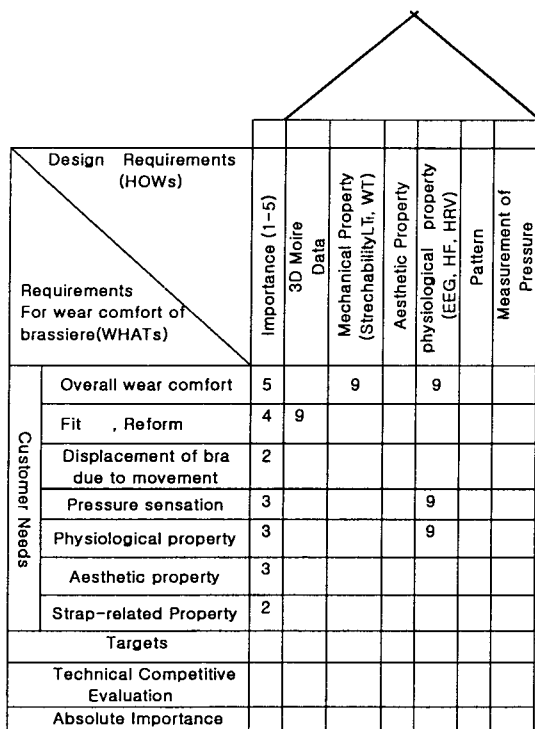 Design Requirements
(HOWs)
Requirements
For wear comfort of
brassiere(WHATs)
Importance (1-5)
3D Moire
Data
Mechanical Property
(StrechabilityLTi, WT)
Aesthetic Property
physiological property
(EEG, HF, HRV)
Pattern
Measurement of
Pressure
Customer Needs
Overall wear comfort 5 9 9
Fit , Reform 4 9
Displacement of bra
due to movement 2
Pressure sensation 3 9
Physiological property 3 9
Aesthetic property 3
Strap-related Property 2
Targets
Technical Competitive
Evaluation
Absolute Importance